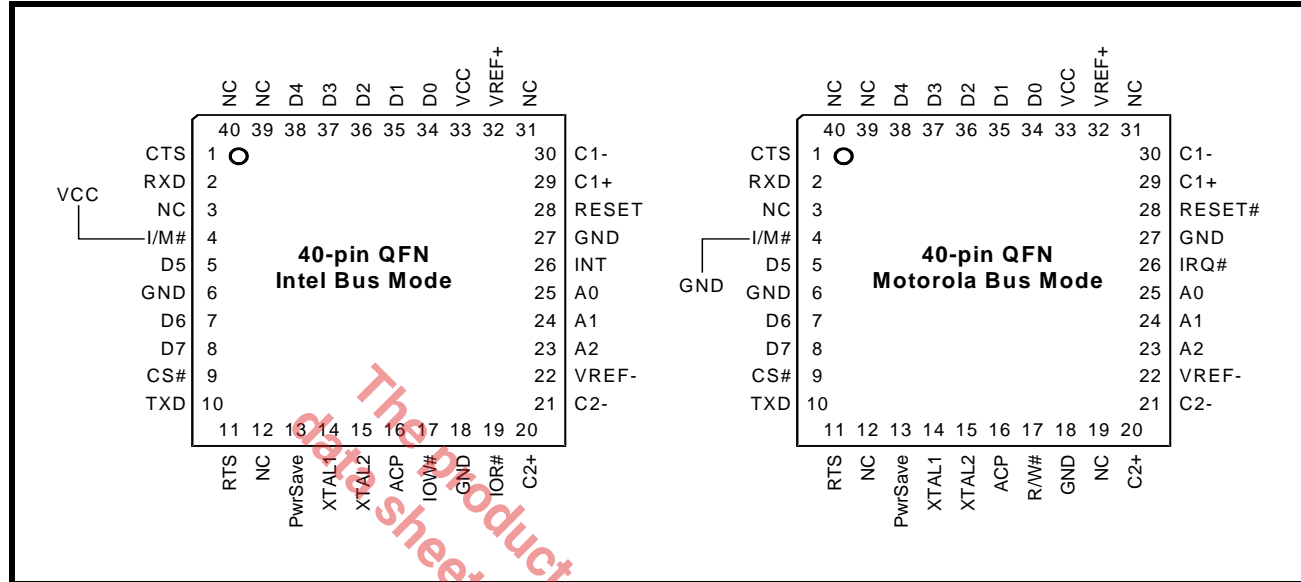 NC NC D4 D3 D2 D1 D0 VCC VREF+ NC
40 39 38 37 36 35 34 33 32 31
CTS 1 30 C1-
RXD 2 29 C1+
VCC
NC 3 28 RESET
I/M# 4 27 GND
D5 5 26 INT
GND 6 25 A0
D6 7 24 A1
D7 8 23 A2
CS# 9 22 VREF-
TXD 10 21 C2-
40-pin QFN
Intel Bus Mode
11 12 13 14 15 16 17 18 19 20
RTS NC PwrSave XTAL1 XTAL2 ACP IOW# GND IOR# C2+
NC NC D4 D3 D2 D1 D0 VCC VREF+ NC
40 39 38 37 36 35 34 33 32 31
CTS 1 30 C1-
RXD 2 29 C1+
NC 3 28 RESET#
I/M# 4 27 GND
D5 5 26 IRQ#
GND
GND 6 25 A0
D6 7 24 A1
D7 8 23 A2
CS# 9 22 VREF-
TXD 10 21 C2-
40-pin QFN
Motorola Bus Mode
11 12 13 14 15 16 17 18 19 20
RTS NC PwrSave XTAL1 XTAL2 ACP R/W# GND NC C2+
The product
data sheet